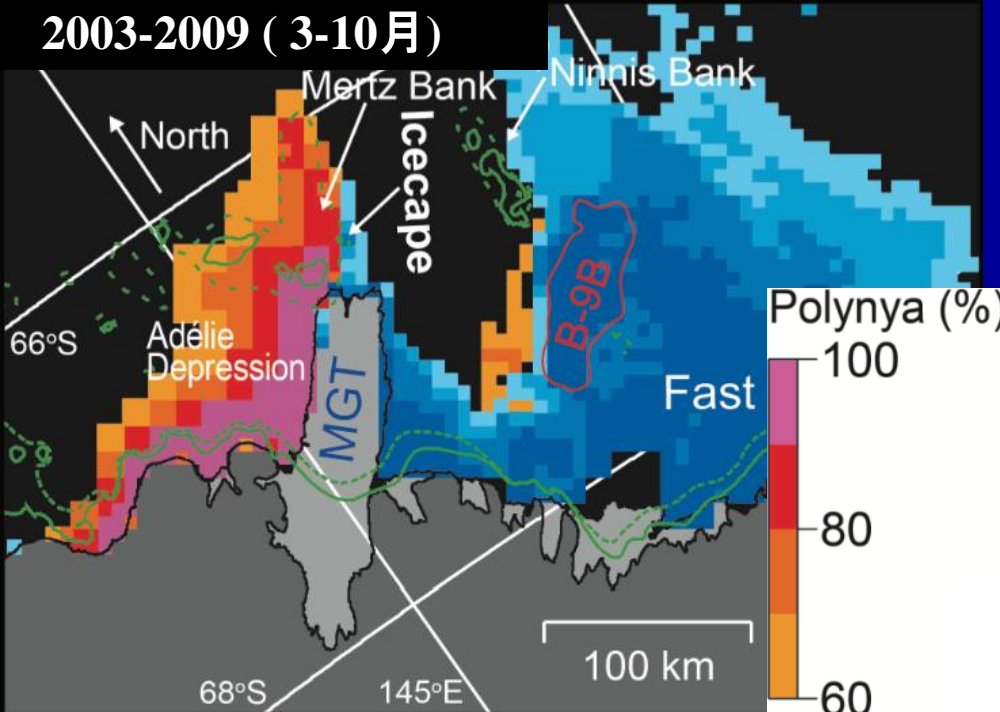 2003-2009 ( 3-10月)
Mertz Bank
Ninnis Bank
North
Icecape
B-9B
66°S
Adélie
Depression
MGT
Fast
Polynya (%)
100
80
60
100 km
68°S
145°E